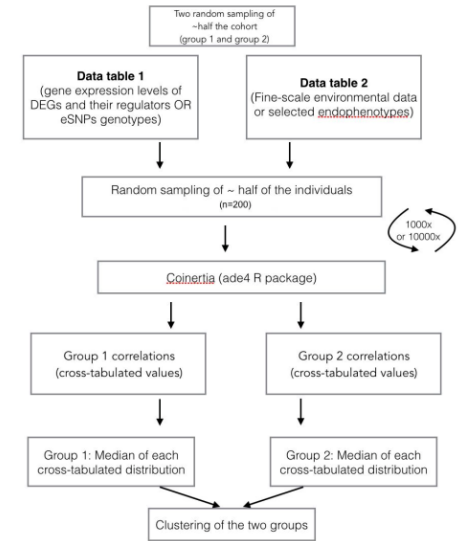 Two random sampling of
~half the cohort
(group 1 and group 2)
Data table 1
(gene expression levels of
DEGs and their regulators OR
eSNPs genotypes)
Data table 2
(Fine-scale environmental data
or selected endophenotypes)
Random sampling of ~ half of the individuals
(n=200)
1000x
or 10000x
Coinertia (ade4 R package)
Group 1 correlations
(cross-tabulated values)
Group 2 correlations
(cross-tabulated values)
Group 1: Median of each
cross-tabulated distribution
Group 2: Median of each
cross-tabulated distribution
Clustering of the two groups